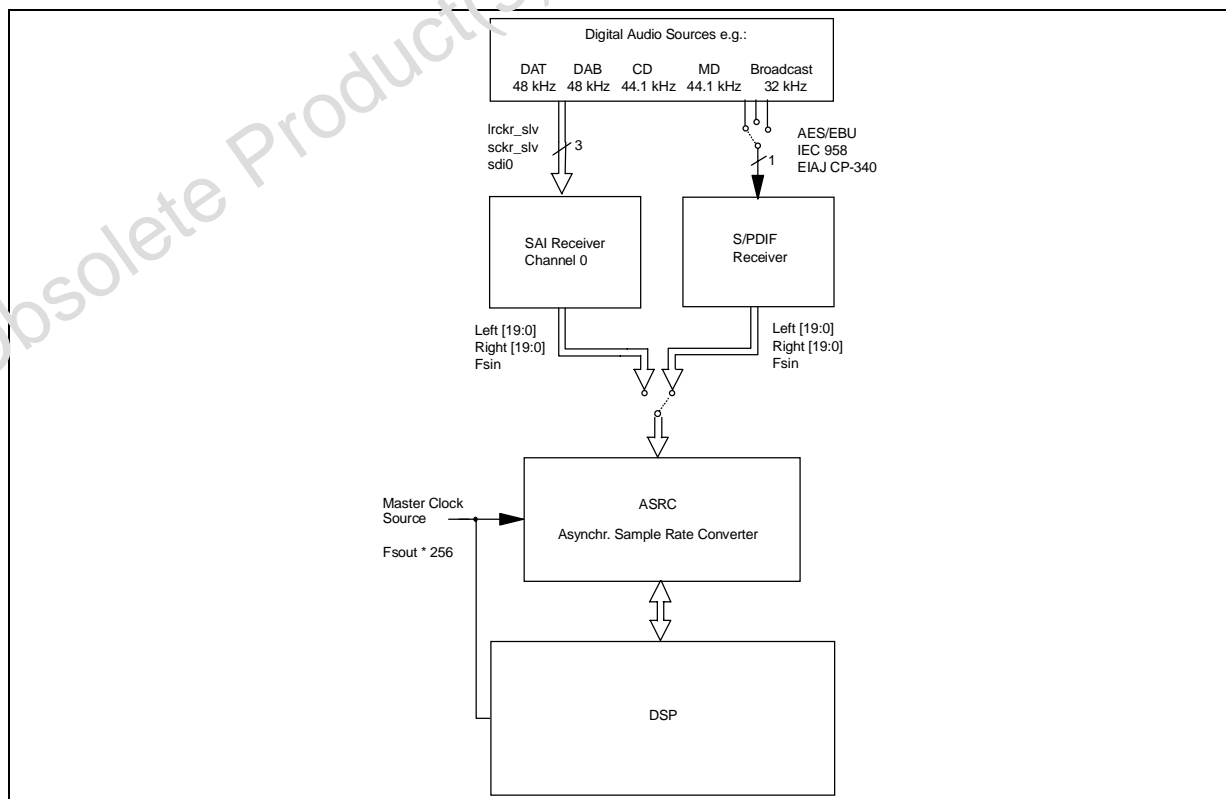 Obsolete Product(s)
Digital Audio Sources e.g.:
DAT DAB CD MD Broadcast
48 kHz 48 kHz 44.1 kHz 44.1 kHz 32 kHz
lrckr_slv
sckr_slv
sdi0
3
1
AES/EBU
IEC 958
EIAJ CP-340
SAI Receiver
Channel 0
S/PDIF
Receiver
Left [19:0]
Right [19:0]
Fsin
Left [19:0]
Right [19:0]
Fsin
Master Clock
Source
Fsout * 256
ASRC
Asynchr. Sample Rate Converter
DSP